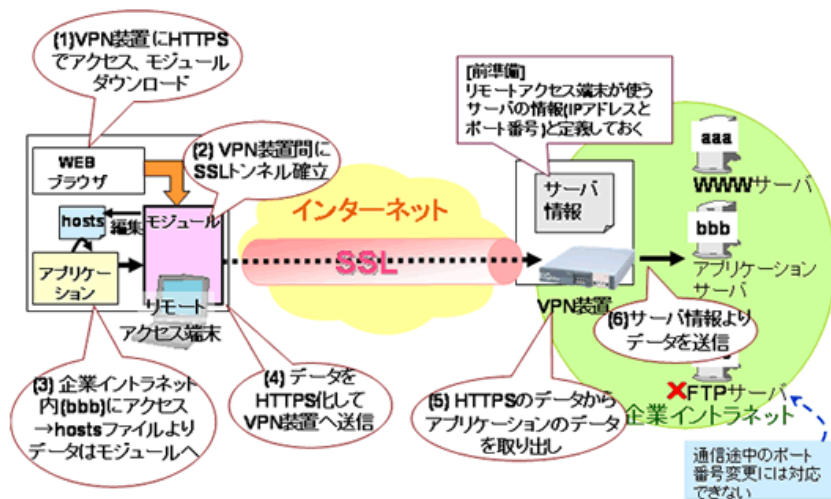 (1)VPN装置にHTTPS
でアクセス、モジュール
ダウンロード
[前準備]
リモートアクセス端末が使う
サーバの情報(IPアドレスと
ポート番号)と定義しておく
WEB
ブラウザ
(2) VPN装置間に
SSLトンネル確立
hosts
編集
モジュール
アプリケー
ション
リモート
アクセス端末
インターネット
SSL
サーバ
情報
VPN装置
aaa
WWWサーバ
bbb
アプリケーション
サーバ
(6)サーバ情報より
データを送信
(3) 企業イントラネット
内(bbb)にアクセス
→hostsファイルより
データはモジュールへ
(4) データを
HTTPS化して
VPN装置へ送信
(5) HTTPSのデータから
アプリケーションのデータ
を取り出し
FTPサーバ
企業イントラネット
通信途中のポート
番号変更には対応
できない